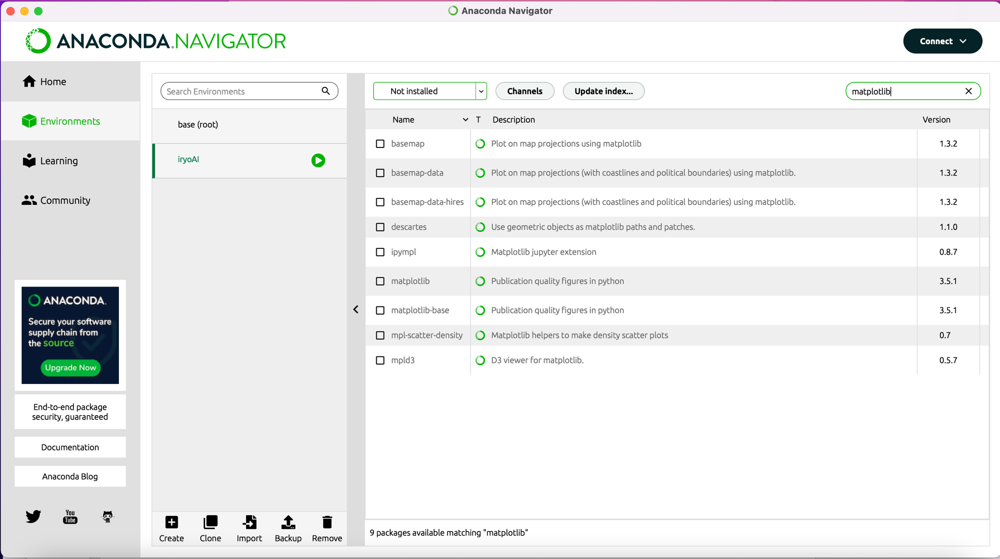 Anaconda Navigator
ANACONDA.NAVIGATOR
Connect
Home
Environments
Learning
Community
ANACONDA.
Secure your software
supply chain from
the source
Upgrade Now
End-to-end package
security, guaranteed
Documentation
Anaconda Blog
You
Tube
Search Environments
base (root)
iryoAI
Create Clone Import Backup Remove
Not installed Channels Update index... matplotlib
Name T Description Version
basemap Plot on map projections using matplotlib 1.3.2
basemap-data Plot on map projections (with coastlines and political boundaries) using matplotlib. 1.3.2
basemap-data-hires Plot on map projections (with coastlines and political boundaries) using matplotlib. 1.3.2
descartes Use geometric objects as matplotlib paths and patches. 1.1.0
ipympl Matplotlib jupyter extension 0.8.7
matplotlib Publication quality figures in python 3.5.1
matplotlib-base Publication quality figures in python 3.5.1
mpl-scatter-density Matplotlib helpers to make density scatter plots 0.7
mpld3 D3 viewer for matplotlib. 0.5.7
9 packages available matching "matplotlib"